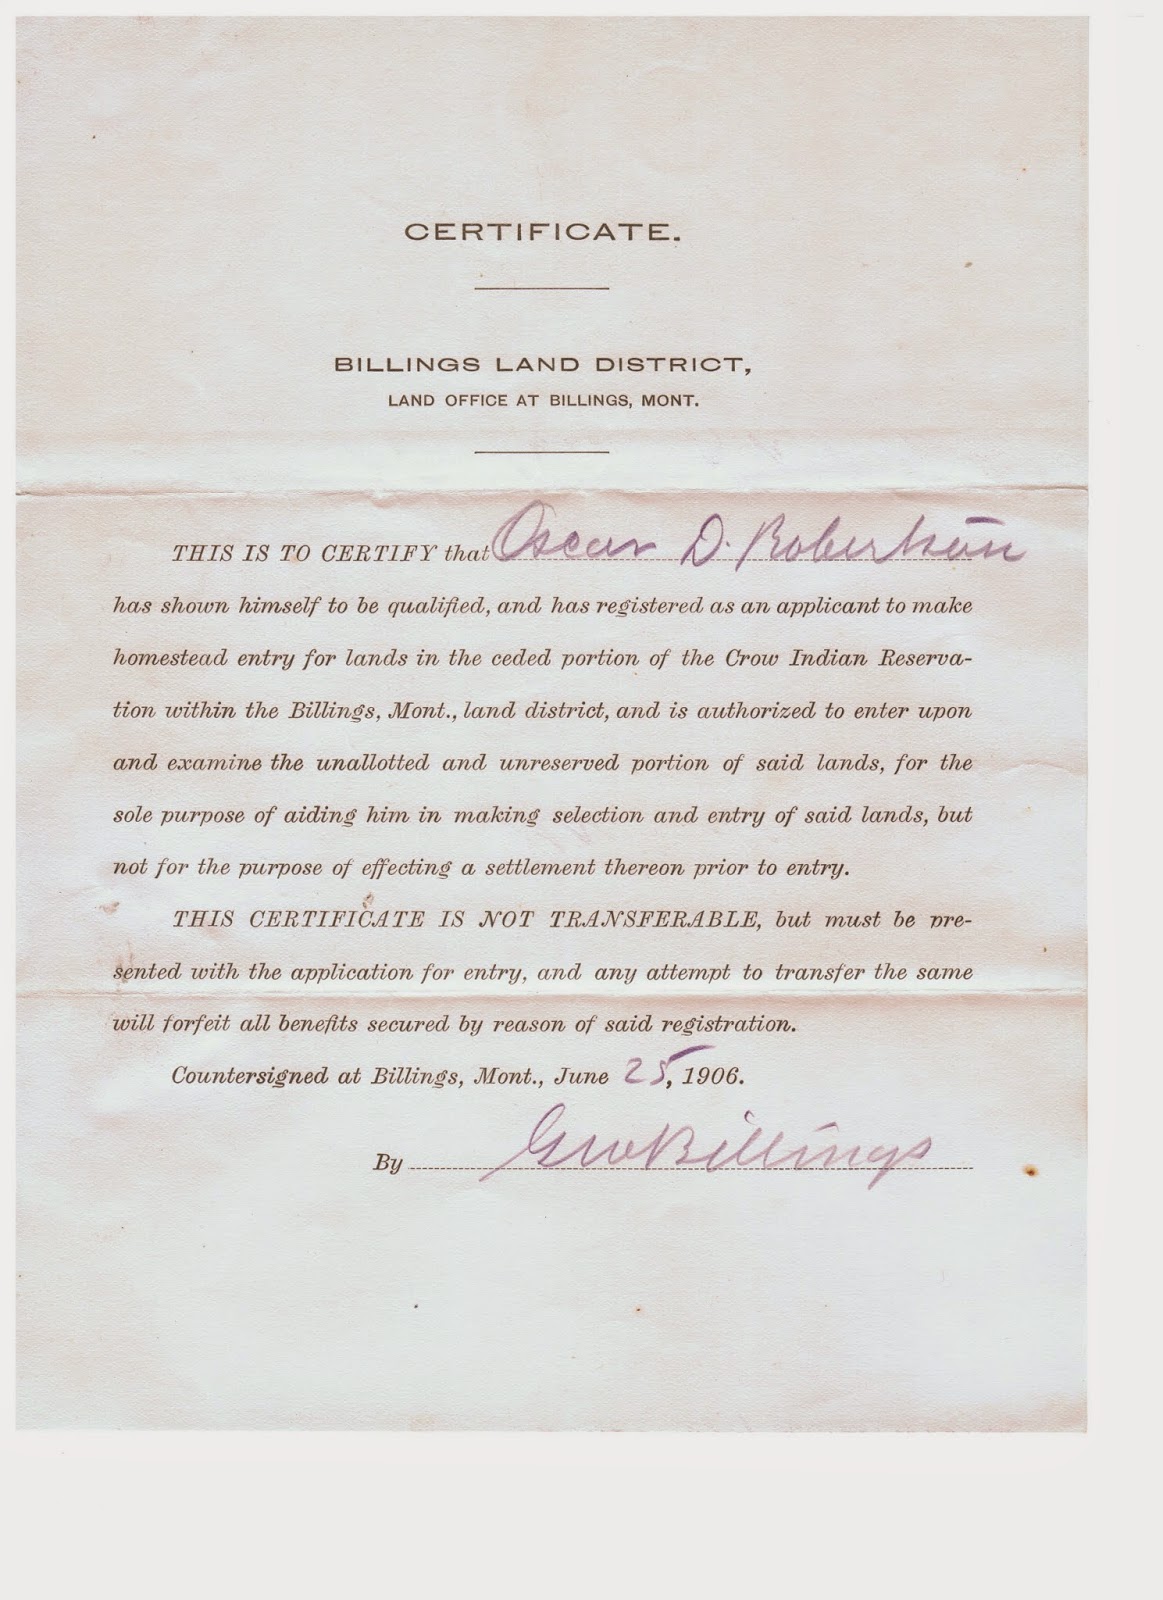 CERTIFICATE.
BILLINGS LAND DISTRICT,
LAND OFFICE AT BILLINGS, MONT.
THIS IS TO CERTIFY that Oscar D. Robertson
has shown himself to be qualified, and has registered as an applicant to make
homestead entry for lands in the ceded portion of the Crow Indian Reserva-
tion within the Billings, Mont., land district, and is authorized to enter upon
and examine the unallotted and unreserved portion of said lands, for the
sole purpose of aiding him in making selection and entry of said lands, but
not for the purpose of effecting a settlement thereon prior to entry.
THIS CERTIFICATE IS NOT TRANSFERABLE, but must be pre-
sented with the application for entry, and any attempt to transfer the same
will forfeit all benefits secured by reason of said registration.
Countersigned at Billings, Mont., June 25, 1906.
By Billings